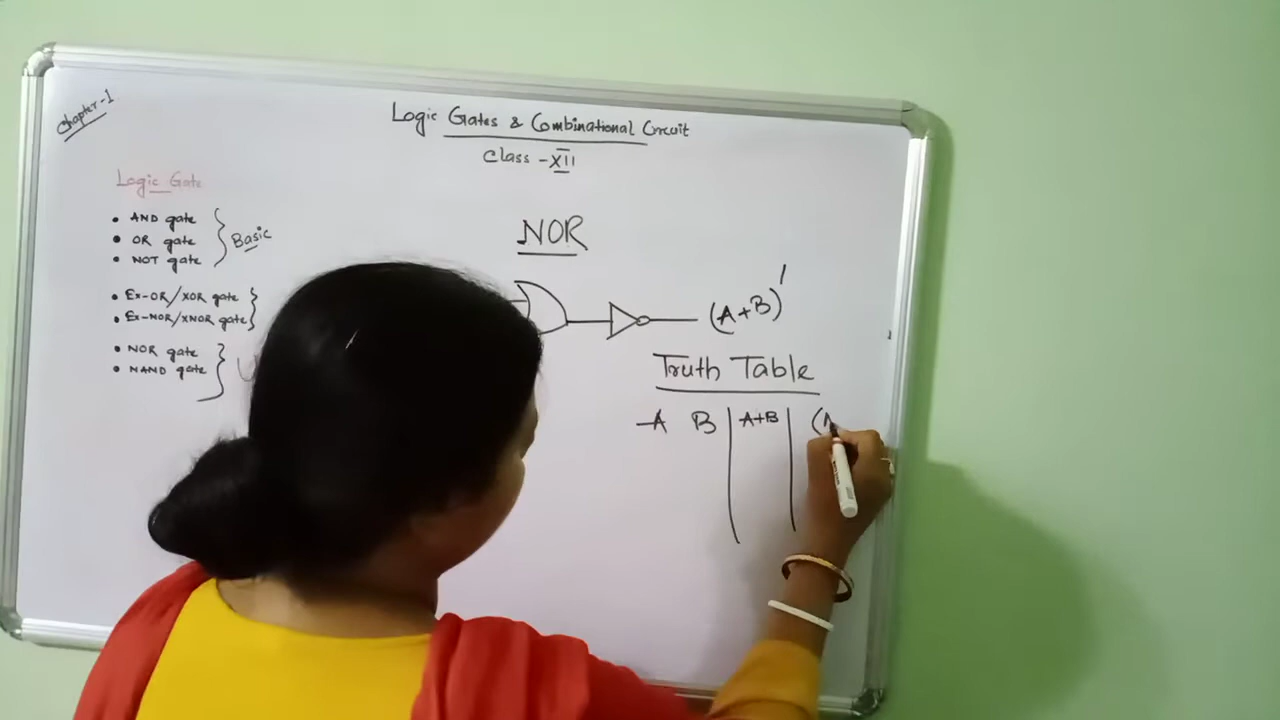 Chapter-1
Logic Gates & Combinational Circuit
Class -XII
Logic Gate
• AND gate
• OR gate
• NOT gate
Basic
• Ex-OR/XOR gate
• Ex-NOR/XNOR gate
• NOR gate
• NAND gate
NOR
(A+B)'
Truth Table
A B A+B (A